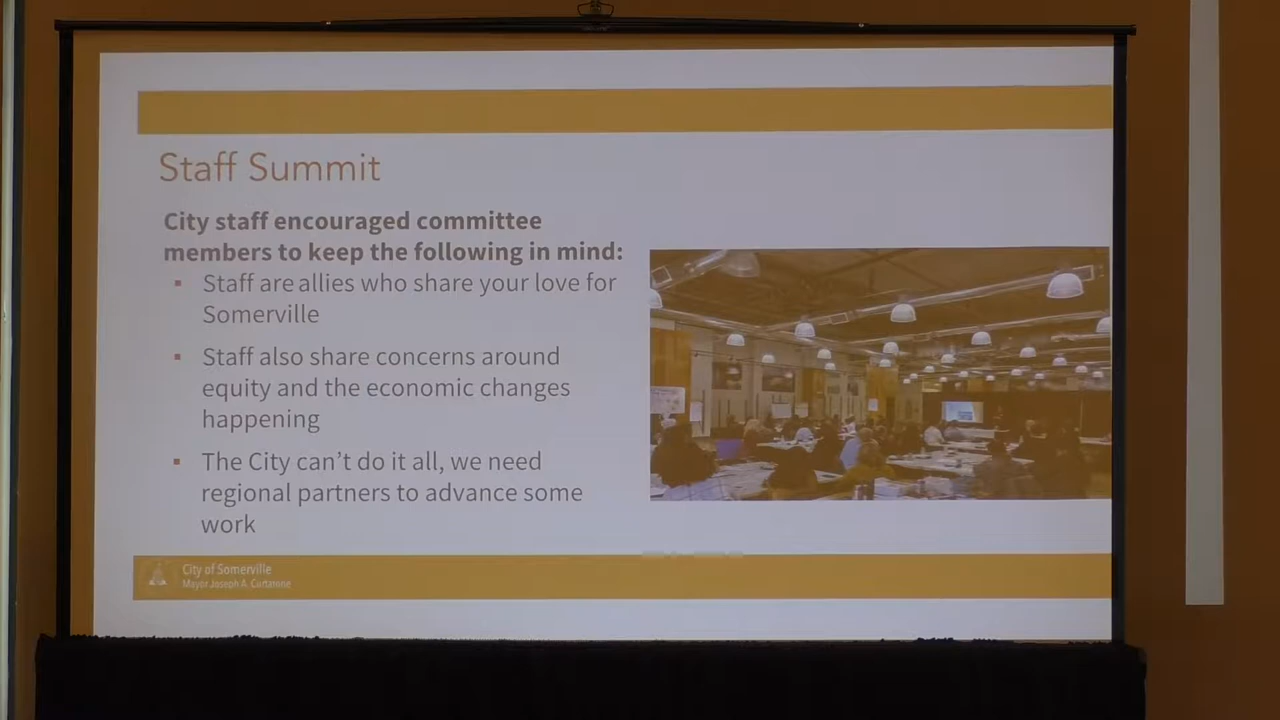 Staff Summit
City staff encouraged committee
members to keep the following in mind:
▪ Staff are allies who share your love for
Somerville
▪ Staff also share concerns around
equity and the economic changes
happening
▪ The City can't do it all, we need
regional partners to advance some
work
City of Somerville
Mayor Joseph A. Curtatone